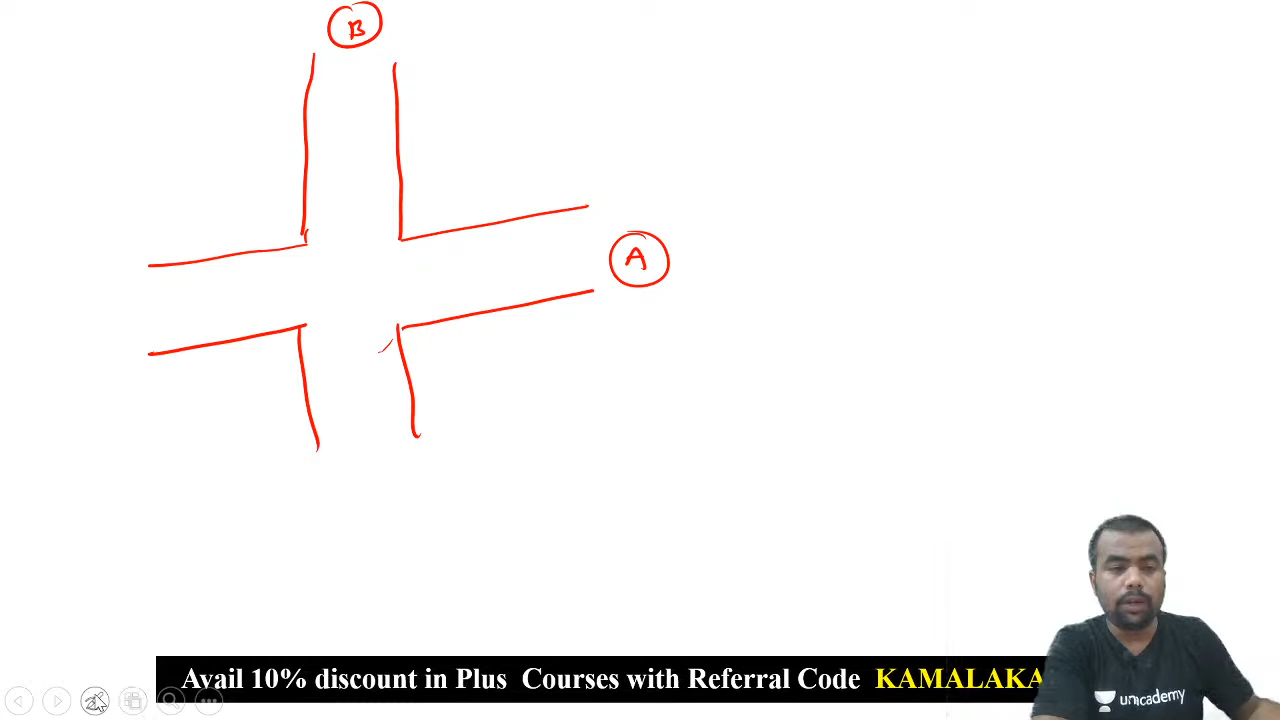 B
A
Avail 10% discount in Plus Courses with Referral Code KAMALAKA
unacademy